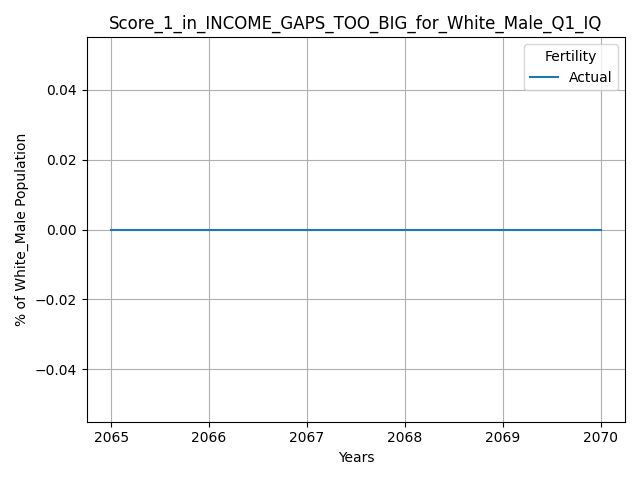 Score_1_in_INCOME_GAPS_TOO_BIG_for_White_Male_Q1_IQ
Fertility
Actual
0.04
0.02
0.00
−0.02
−0.04
% of White_Male Population
2065 2066 2067 2068 2069 2070
Years